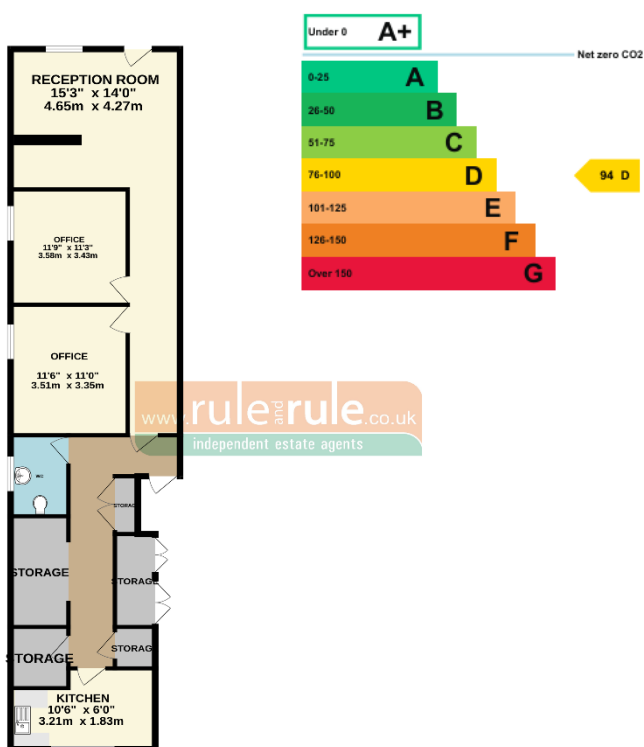 RECEPTION ROOM
15'3" x 14'0"
4.65m x 4.27m
OFFICE
11'9" x 11'3"
3.58m x 3.43m
OFFICE
11'6" x 11'0"
3.51m x 3.35m
WC
STORAGE
STORAGE
STORAGE
STORAGE
STORAGE
KITCHEN
10'6" x 6'0"
3.21m x 1.83m
www.rule and rule.co.uk
independent estate agents
Under 0 A+
Net zero CO2
0-25 A
26-50 B
51-75 C
76-100 D
94 D
101-125 E
126-150 F
Over 150 G